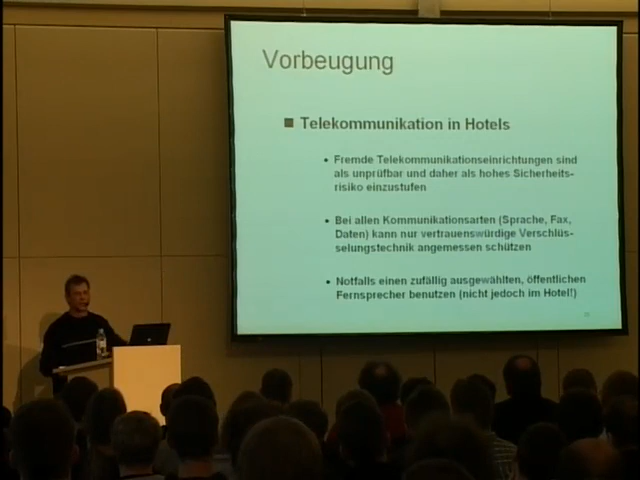 Vorbeugung
Telekommunikation in Hotels
Fremde Telekommunikationseinrichtungen sind
als unprüfbar und daher als hohes Sicherheits-
risiko einzustufen
Bei allen Kommunikationsarten (Sprache, Fax,
Daten) kann nur vertrauenswürdige Verschlüs-
selungstechnik angemessen schützen
Notfalls einen zufällig ausgewählten, öffentlichen
Fernsprecher benutzen (nicht jedoch im Hotel!)